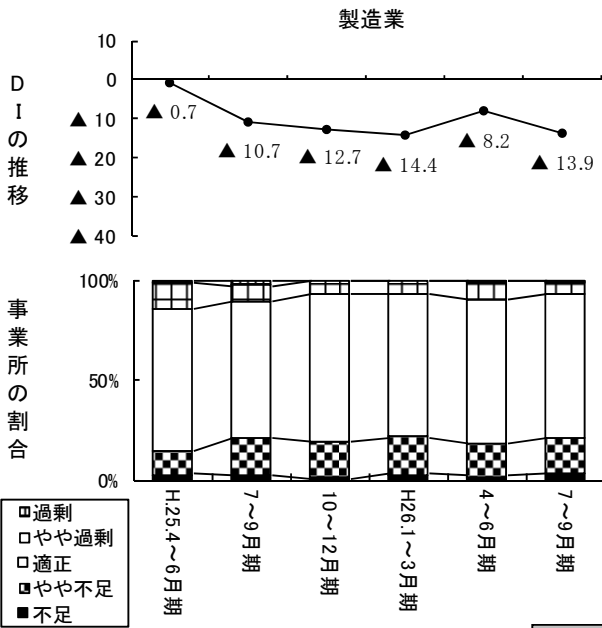 製造業
DIの推移
10
0
▲ 10
▲ 20
▲ 30
▲ 40
▲ 0.7
▲ 10.7
▲ 12.7
▲ 14.4
▲ 8.2
▲ 13.9
事業所の割合
100%
50%
0%
H.25.4～6月期
7～9月期
10～12月期
H26.1～3月期
4～6月期
7～9月期
過剰
やや過剰
適正
やや不足
不足